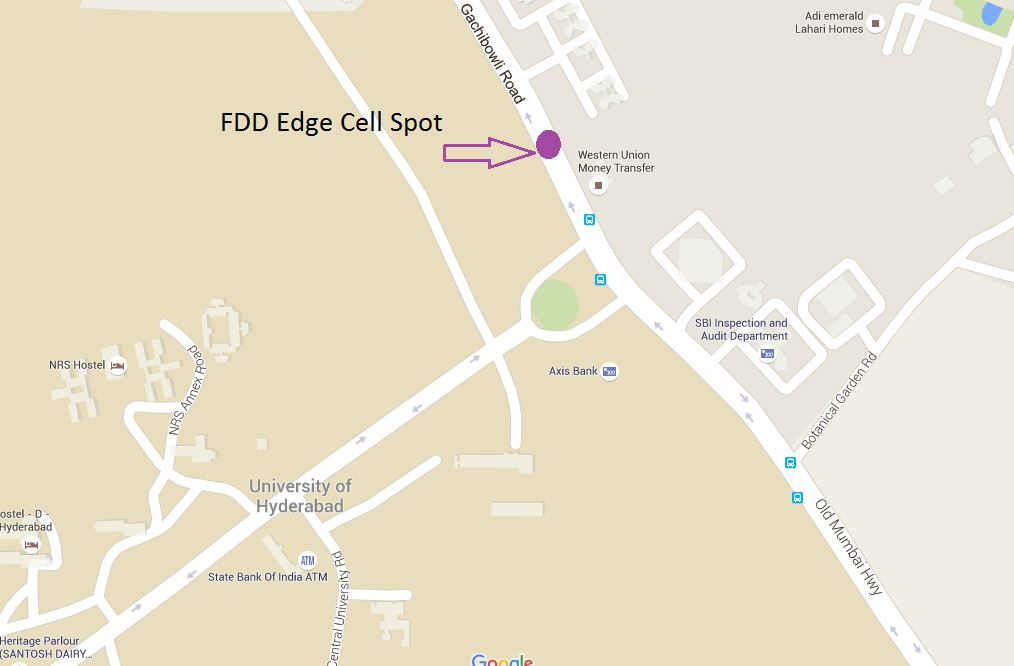 Adi emerald
Lahari Homes
Gachibowli Road
FDD Edge Cell Spot
Western Union
Money Transfer
SBI Inspection and
Audit Department
NRS Hostel
NRS Annex Road
Axis Bank
Botanical Garden Rd
University of
Hyderabad
Old Mumbai Hwy
ostel - D -
Hyderabad
ATM
State Bank Of India ATM
Central University Rd
Heritage Parlour
(SANTOSH DAIRY...
Google